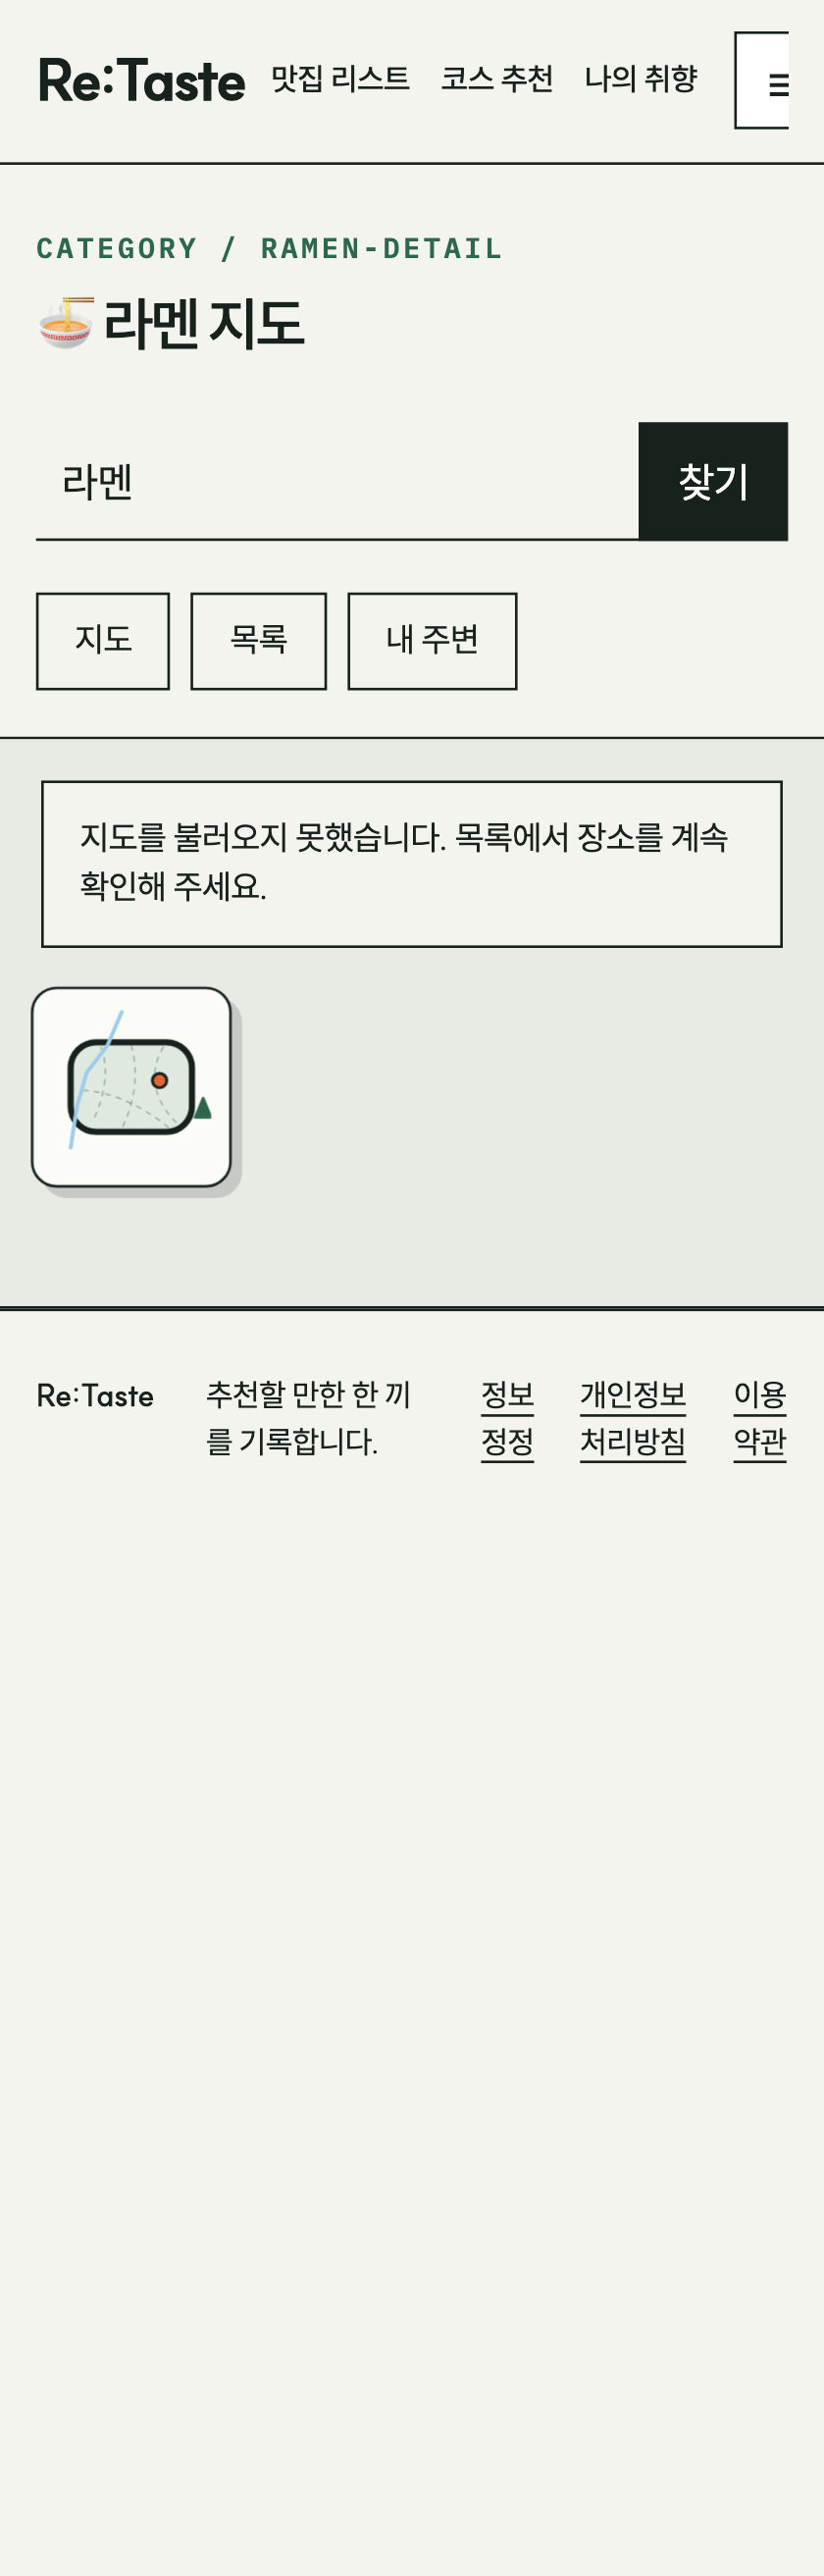 Re:Taste 맛집 리스트 코스 추천 나의 취향
CATEGORY / RAMEN-DETAIL
라멘 지도
라멘 찾기
지도 목록 내 주변
지도를 불러오지 못했습니다. 목록에서 장소를 계속
확인해 주세요.
Re:Taste 추천할 만한 한 끼 정보 개인정보 이용
를 기록합니다. 정정 처리방침 약관